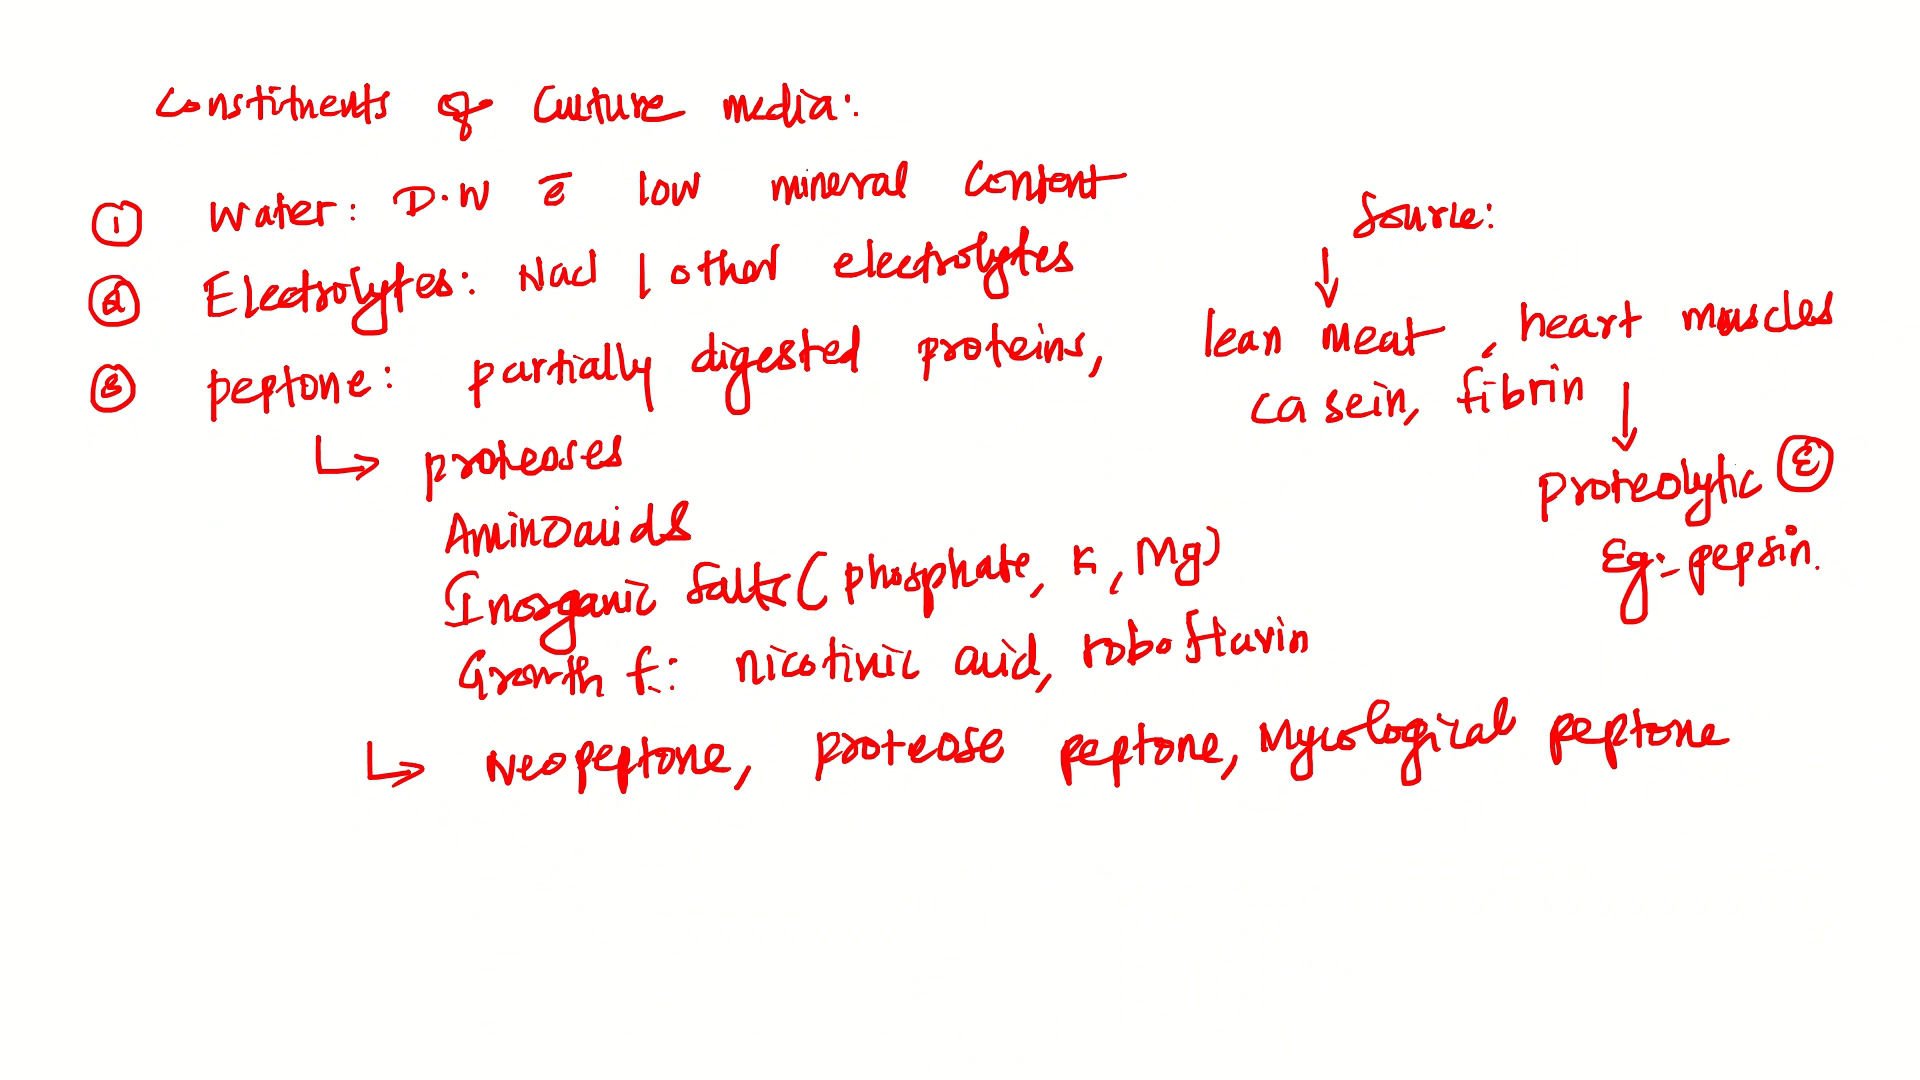 Constituents of Culture media:
① Water: D.W c̄ low mineral content
② Electrolytes: Nacl / other electrolytes
③ peptone: partially digested proteins,
↳ proteoses
Aminoacids
Inorganic salts ( phosphate, K, Mg)
Growth f.: nicotinic acid, roboflavin
↳ Neopeptone, protease peptone, Mycological peptone
Source:
↓
lean meat, heart muscles
casein, fibrin
↓
proteolytic Ⓔ
Eg:- pepsin.